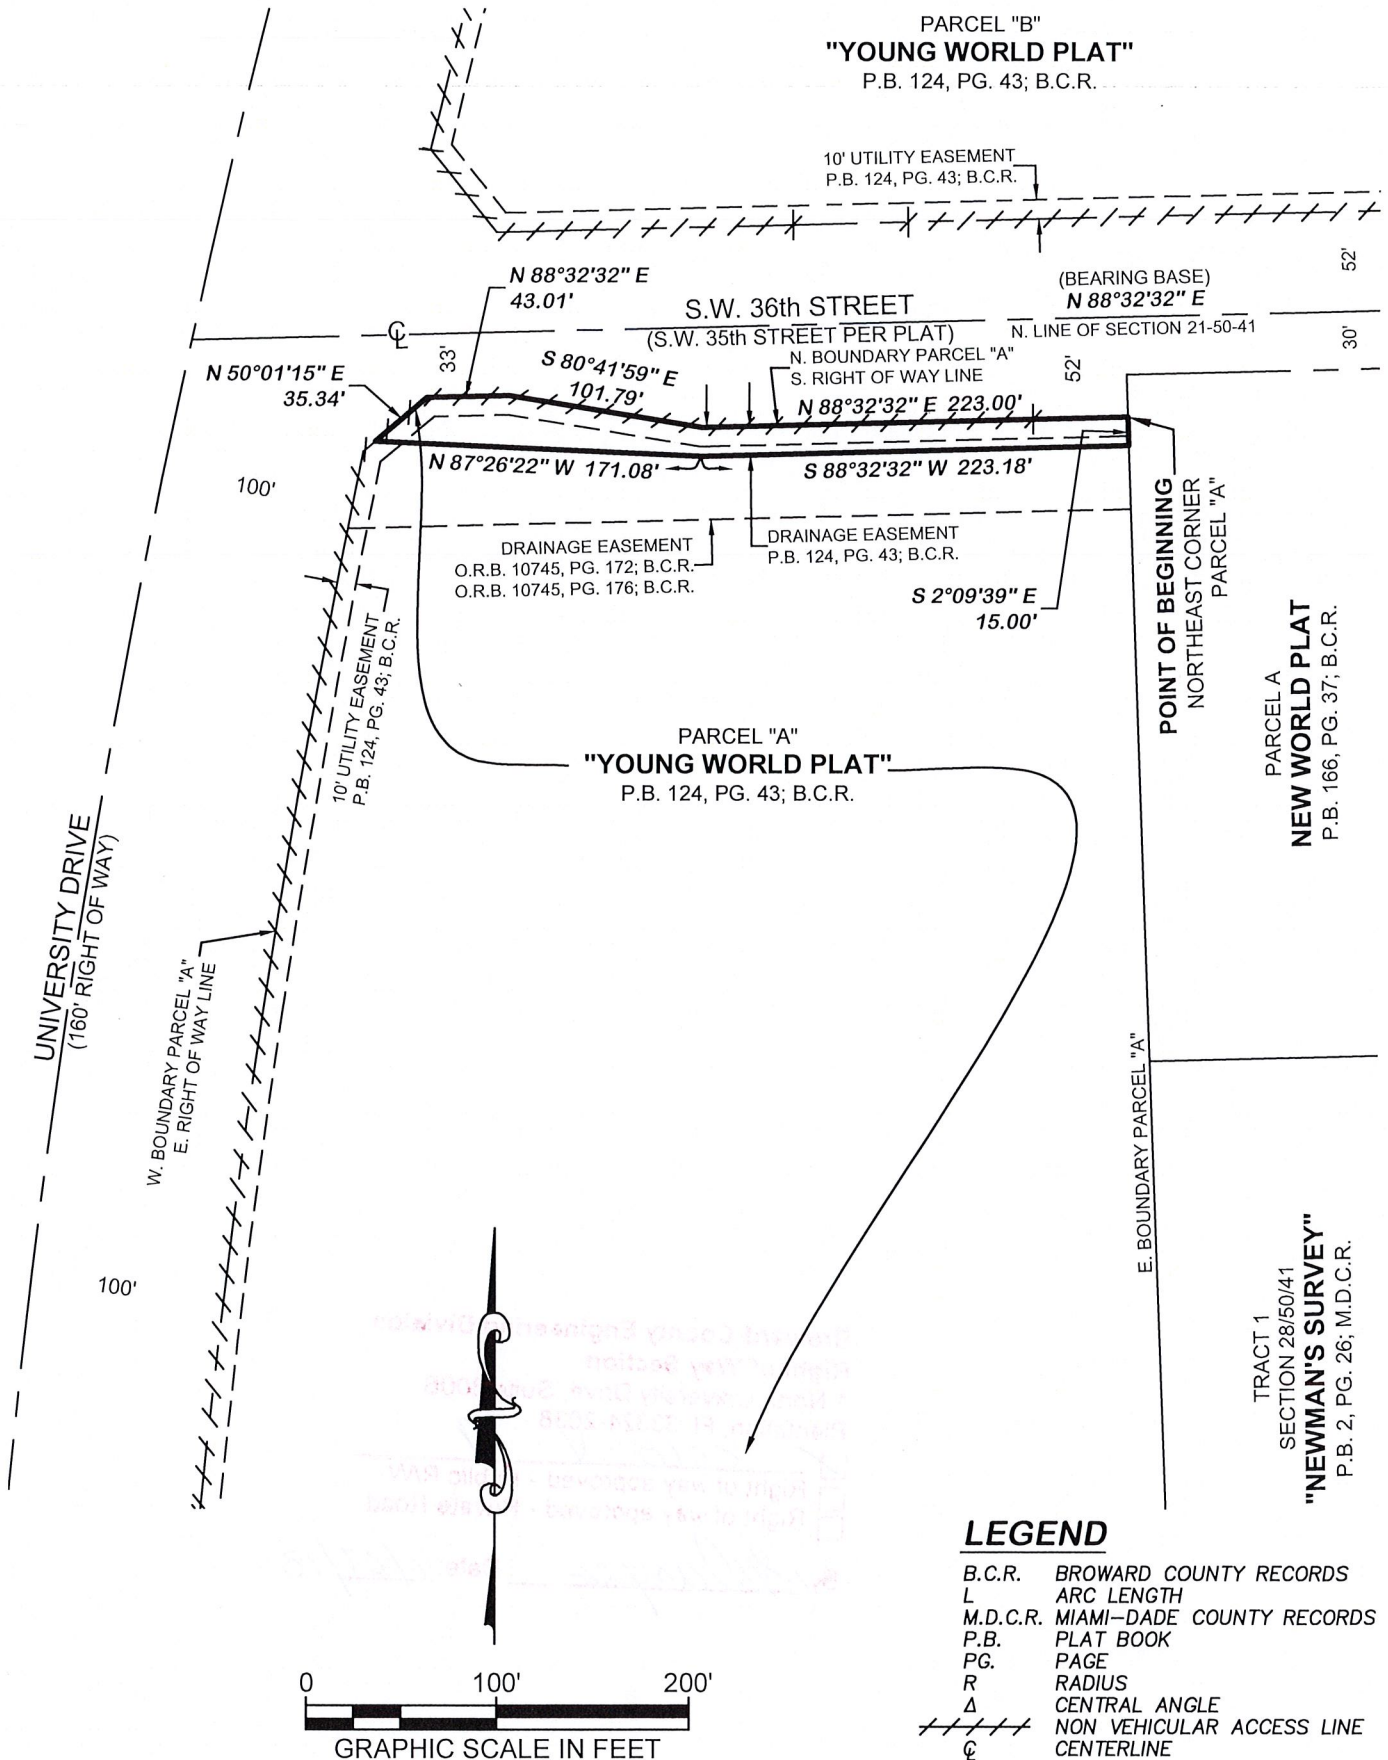 PARCEL "B"
"YOUNG WORLD PLAT"
P.B. 124, PG. 43; B.C.R.
10' UTILITY EASEMENT
P.B. 124, PG. 43; B.C.R.
52'
N 88°32'32" E
43.01'
(BEARING BASE)
N 88°32'32" E
N. LINE OF SECTION 21-50-41
S.W. 36th STREET
(S.W. 35th STREET PER PLAT)
℄
33'
52'
30'
N 50°01'15" E
35.34'
S 80°41'59" E
101.79'
N. BOUNDARY PARCEL "A"
S. RIGHT OF WAY LINE
N 88°32'32" E 223.00'
N 87°26'22" W 171.08'
S 88°32'32" W 223.18'
100'
DRAINAGE EASEMENT
O.R.B. 10745, PG. 172; B.C.R.
O.R.B. 10745, PG. 176; B.C.R.
DRAINAGE EASEMENT
P.B. 124, PG. 43; B.C.R.
S 2°09'39" E
15.00'
POINT OF BEGINNING
NORTHEAST CORNER
PARCEL "A"
10' UTILITY EASEMENT
P.B. 124, PG. 43; B.C.R.
PARCEL A
NEW WORLD PLAT
P.B. 166, PG. 37; B.C.R.
PARCEL "A"
"YOUNG WORLD PLAT"
P.B. 124, PG. 43; B.C.R.
UNIVERSITY DRIVE
(160' RIGHT OF WAY)
W. BOUNDARY PARCEL "A"
E. RIGHT OF WAY LINE
E. BOUNDARY PARCEL "A"
100'
TRACT 1
SECTION 28/50/41
"NEWMAN'S SURVEY"
P.B. 2, PG. 26; M.D.C.R.
0 100' 200'
GRAPHIC SCALE IN FEET
LEGEND
B.C.R. BROWARD COUNTY RECORDS
L ARC LENGTH
M.D.C.R. MIAMI-DADE COUNTY RECORDS
P.B. PLAT BOOK
PG. PAGE
R RADIUS
Δ CENTRAL ANGLE
NON VEHICULAR ACCESS LINE
℄ CENTERLINE